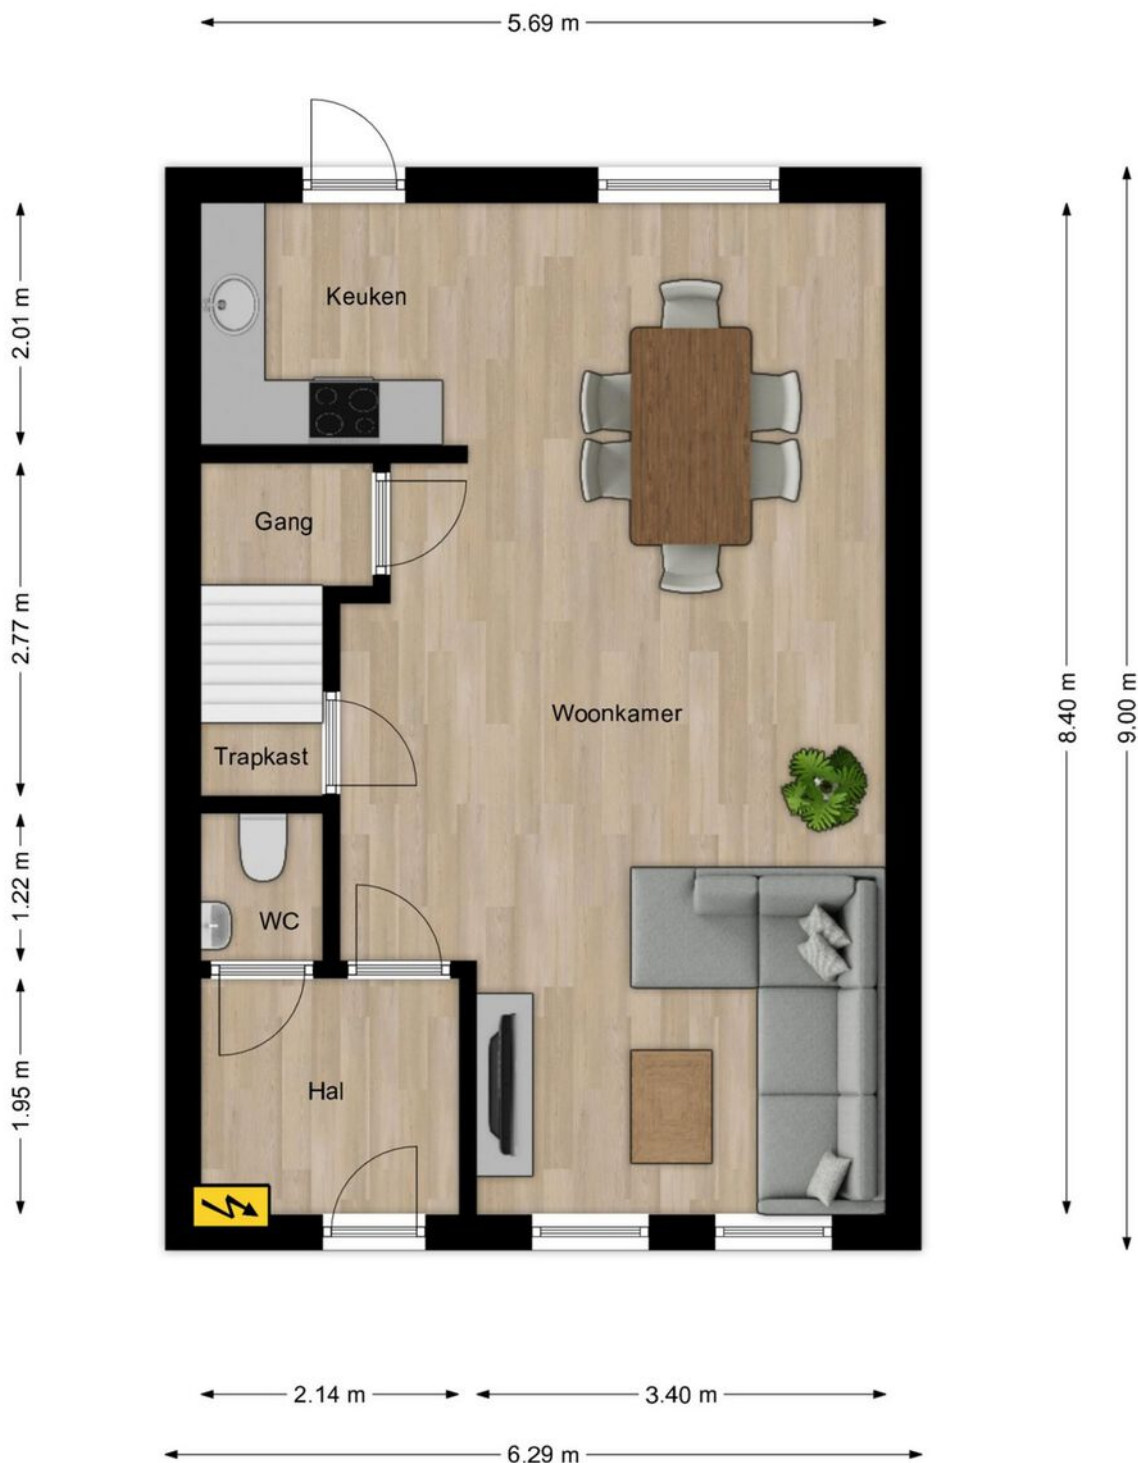 5.69 m
Keuken
2.01 m
Gang
2.77 m
Woonkamer
8.40 m
9.00 m
Trapkast
1.22 m
WC
1.95 m
Hal
2.14 m
3.40 m
6.29 m